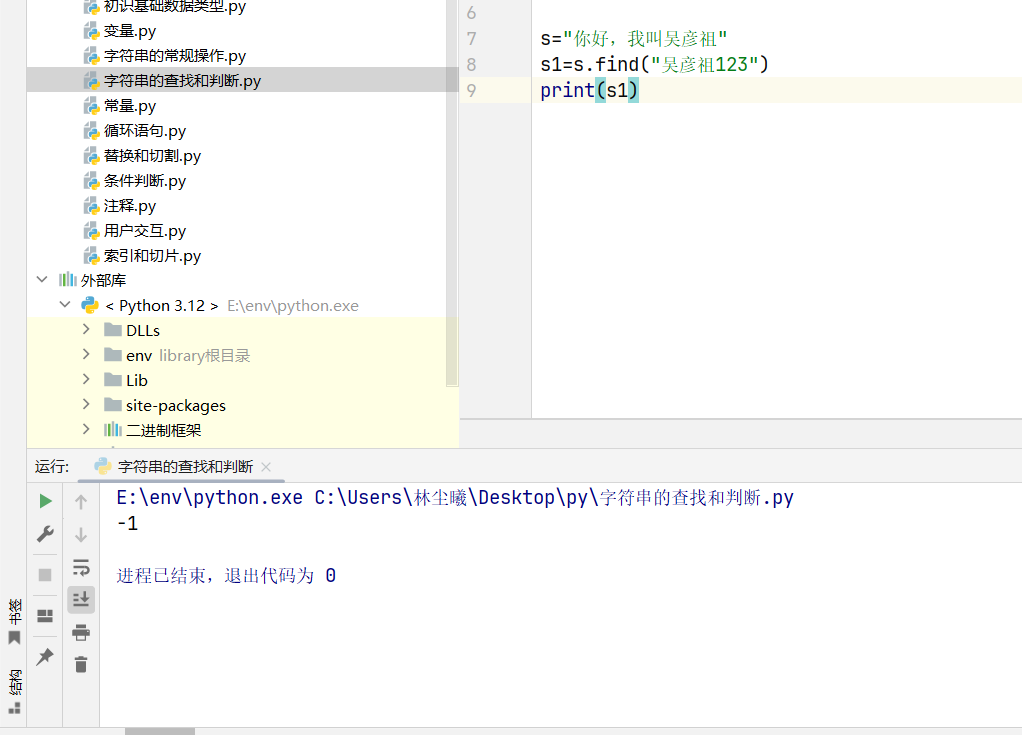 初识基础数据类型.py
变量.py
字符串的常规操作.py
字符串的查找和判断.py
常量.py
循环语句.py
替换和切割.py
条件判断.py
注释.py
用户交互.py
索引和切片.py
外部库
< Python 3.12 > E:\env\python.exe
DLLs
env library根目录
Lib
site-packages
二进制框架
6
7 s="你好，我叫吴彦祖"
8 s1=s.find("吴彦祖123")
9 print(s1)
运行: 字符串的查找和判断
E:\env\python.exe C:\Users\林尘曦\Desktop\py\字符串的查找和判断.py
-1
进程已结束，退出代码为 0
书签
结构